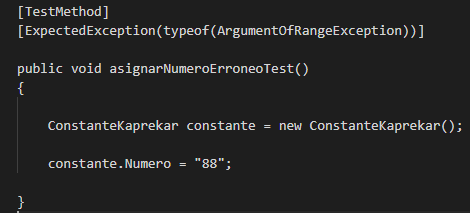 [TestMethod]
[ExpectedException(typeof(ArgumentOfRangeException))]
public void asignarNumeroErroneoTest()
{
ConstanteKaprekar constante = new ConstanteKaprekar();
constante.Numero = "88";
}